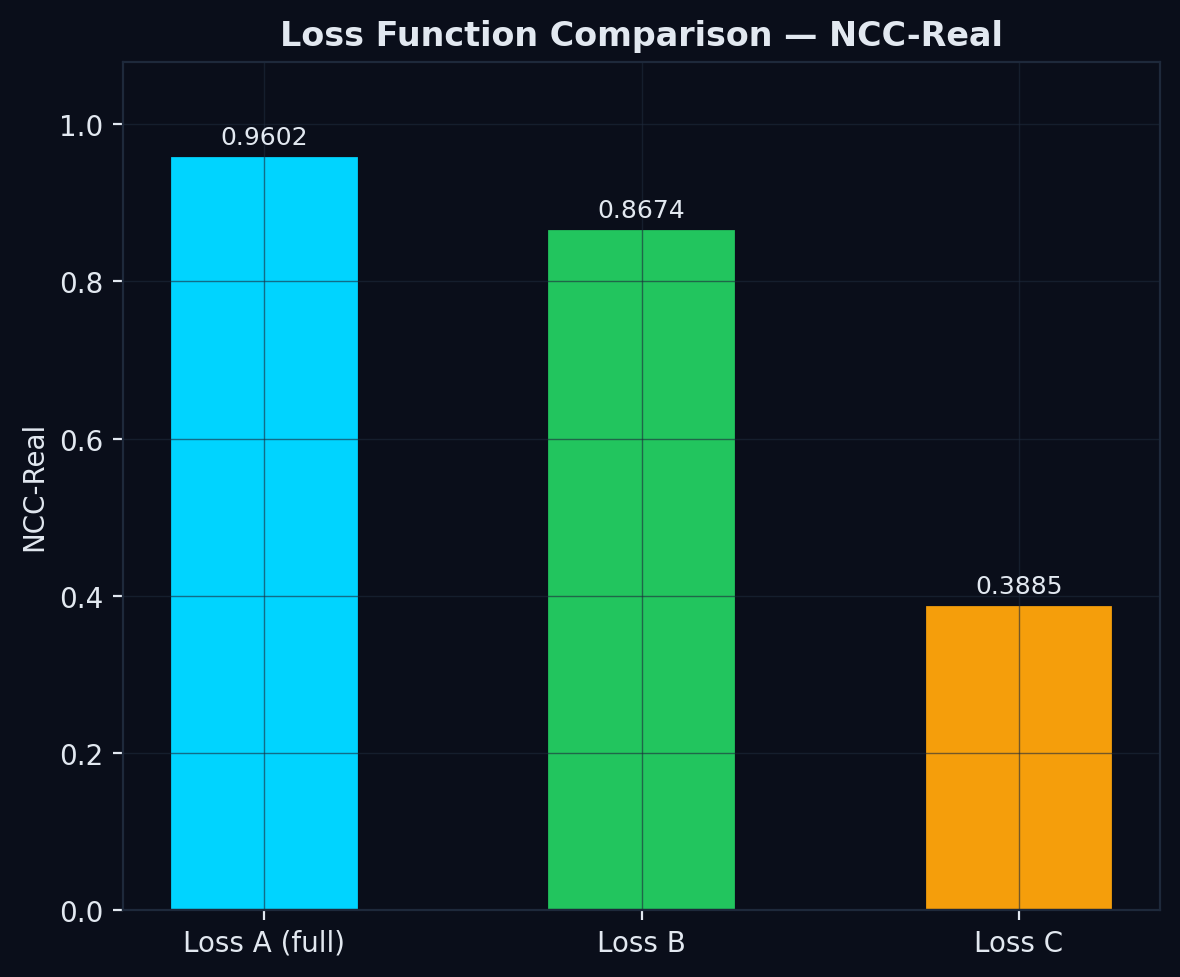 Loss Function Comparison — NCC-Real
NCC-Real
1.0
0.8
0.6
0.4
0.2
0.0
0.9602
0.8674
0.3885
Loss A (full)
Loss B
Loss C